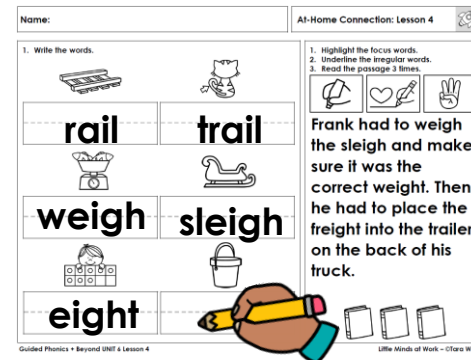 Name:
At-Home Connection: Lesson 4
1. Write the words.
rail trail
weigh sleigh
eight
1. Highlight the focus words.
2. Underline the irregular words.
3. Read the passage 3 times.
Frank had to weigh
the sleigh and make
sure it was the
correct weight. Then
he had to place the
freight into the trailer
on the back of his
truck.
Guided Phonics + Beyond UNIT 6 Lesson 4
Little Minds at Work - ©Tara W